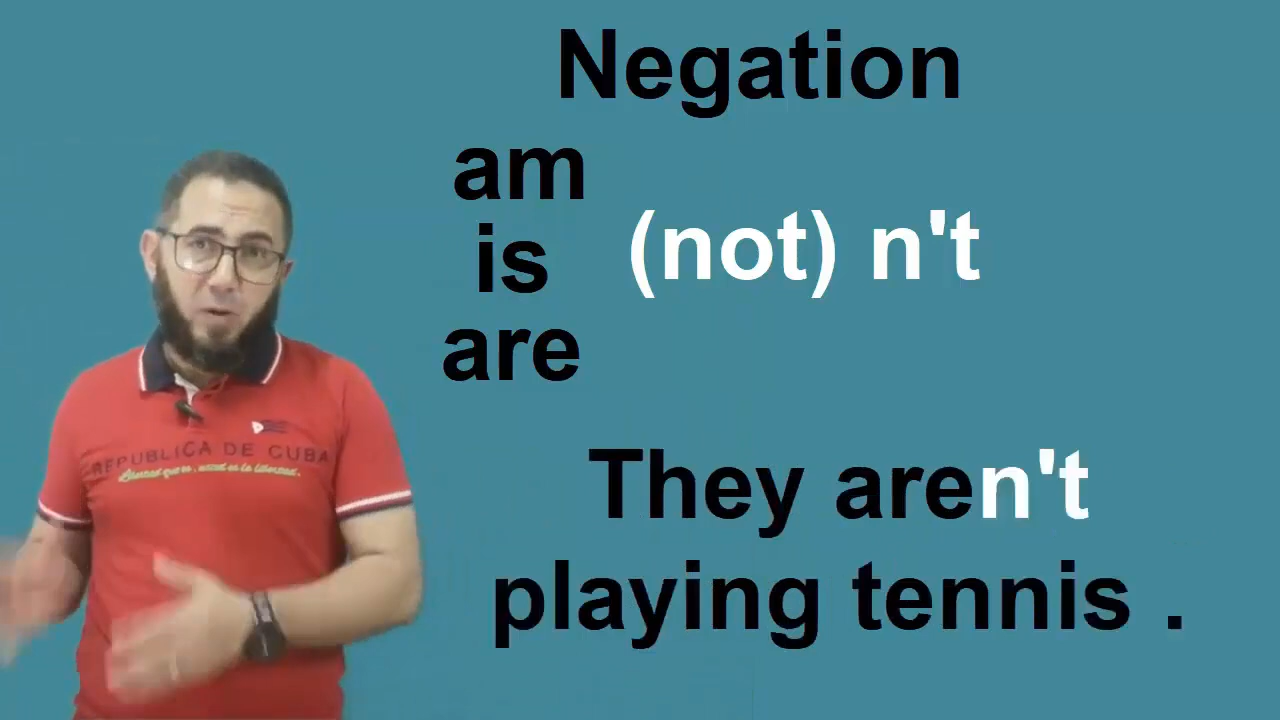 Negation
am
is
(not) n't
are
REPUBLICA DE CUBA
They aren't
playing tennis .